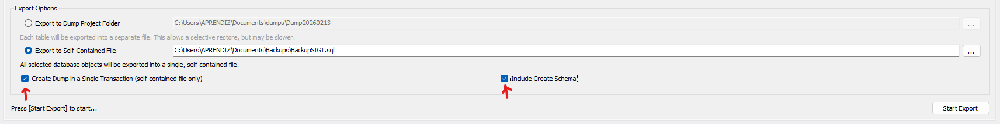 Export Options
Export to Dump Project Folder C:\Users\APRENDIZ\Documents\dumps\Dump20260213 ...
Each table will be exported into a separate file. This allows a selective restore, but may be slower.
Export to Self-Contained File C:\Users\APRENDIZ\Documents\Backups\BackupSIGT.sql ...
All selected database objects will be exported into a single, self-contained file.
Create Dump in a Single Transaction (self-contained file only) Include Create Schema
Press [Start Export] to start... Start Export